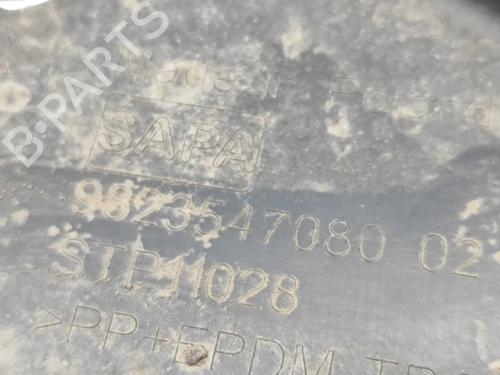 B-PARTS
Made in Poland
SAPA
9823547080 02
STP11028
>PP+EPDM